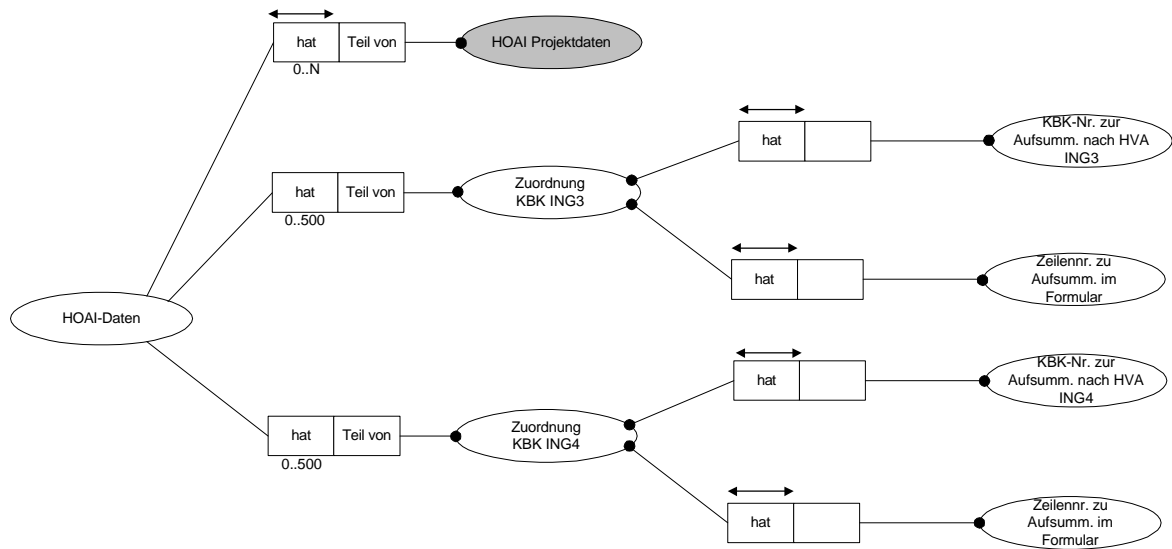 hat
Teil von
HOAI Projektdaten
0..N
hat
KBK-Nr. zur
Aufsumm. nach HVA
ING3
hat
Teil von
Zuordnung
KBK ING3
0..500
hat
Zeilennr. zu
Aufsumm. im
Formular
HOAI-Daten
hat
KBK-Nr. zur
Aufsumm. nach HVA
ING4
hat
Teil von
Zuordnung
KBK ING4
0..500
hat
Zeilennr. zu
Aufsumm. im
Formular